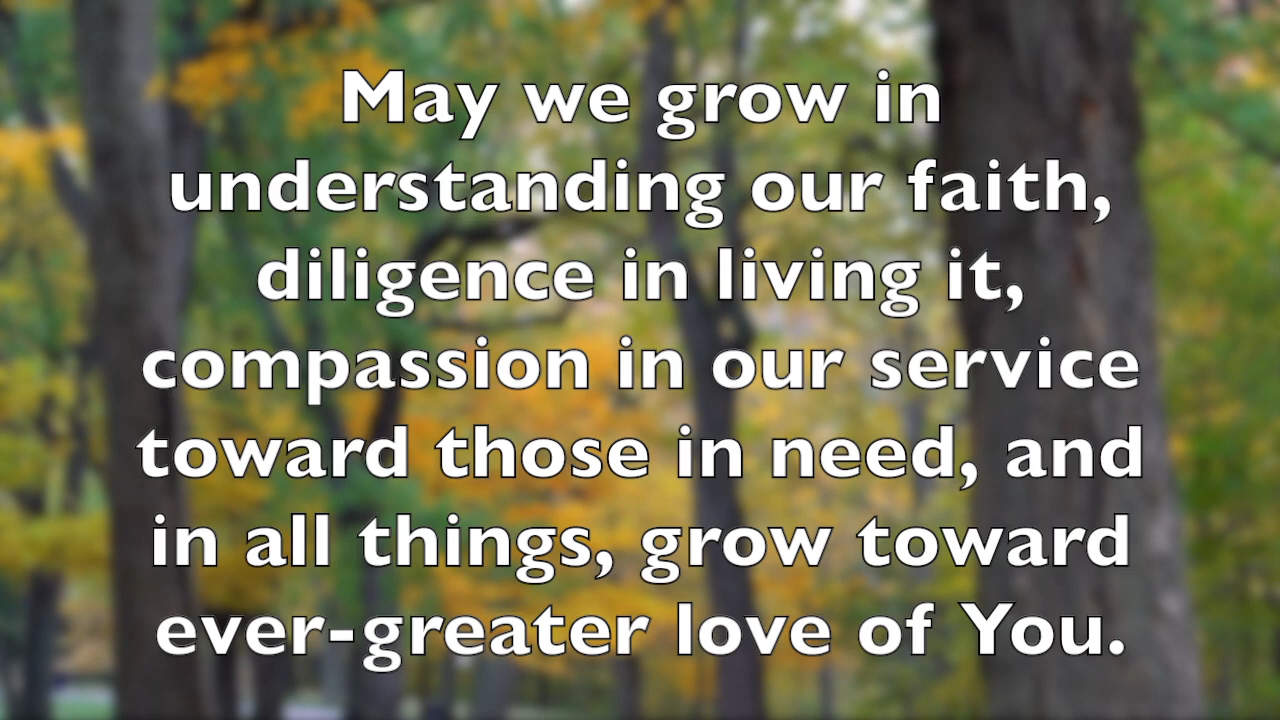 May we grow in
understanding our faith,
diligence in living it,
compassion in our service
toward those in need, and
in all things, grow toward
ever-greater love of You.